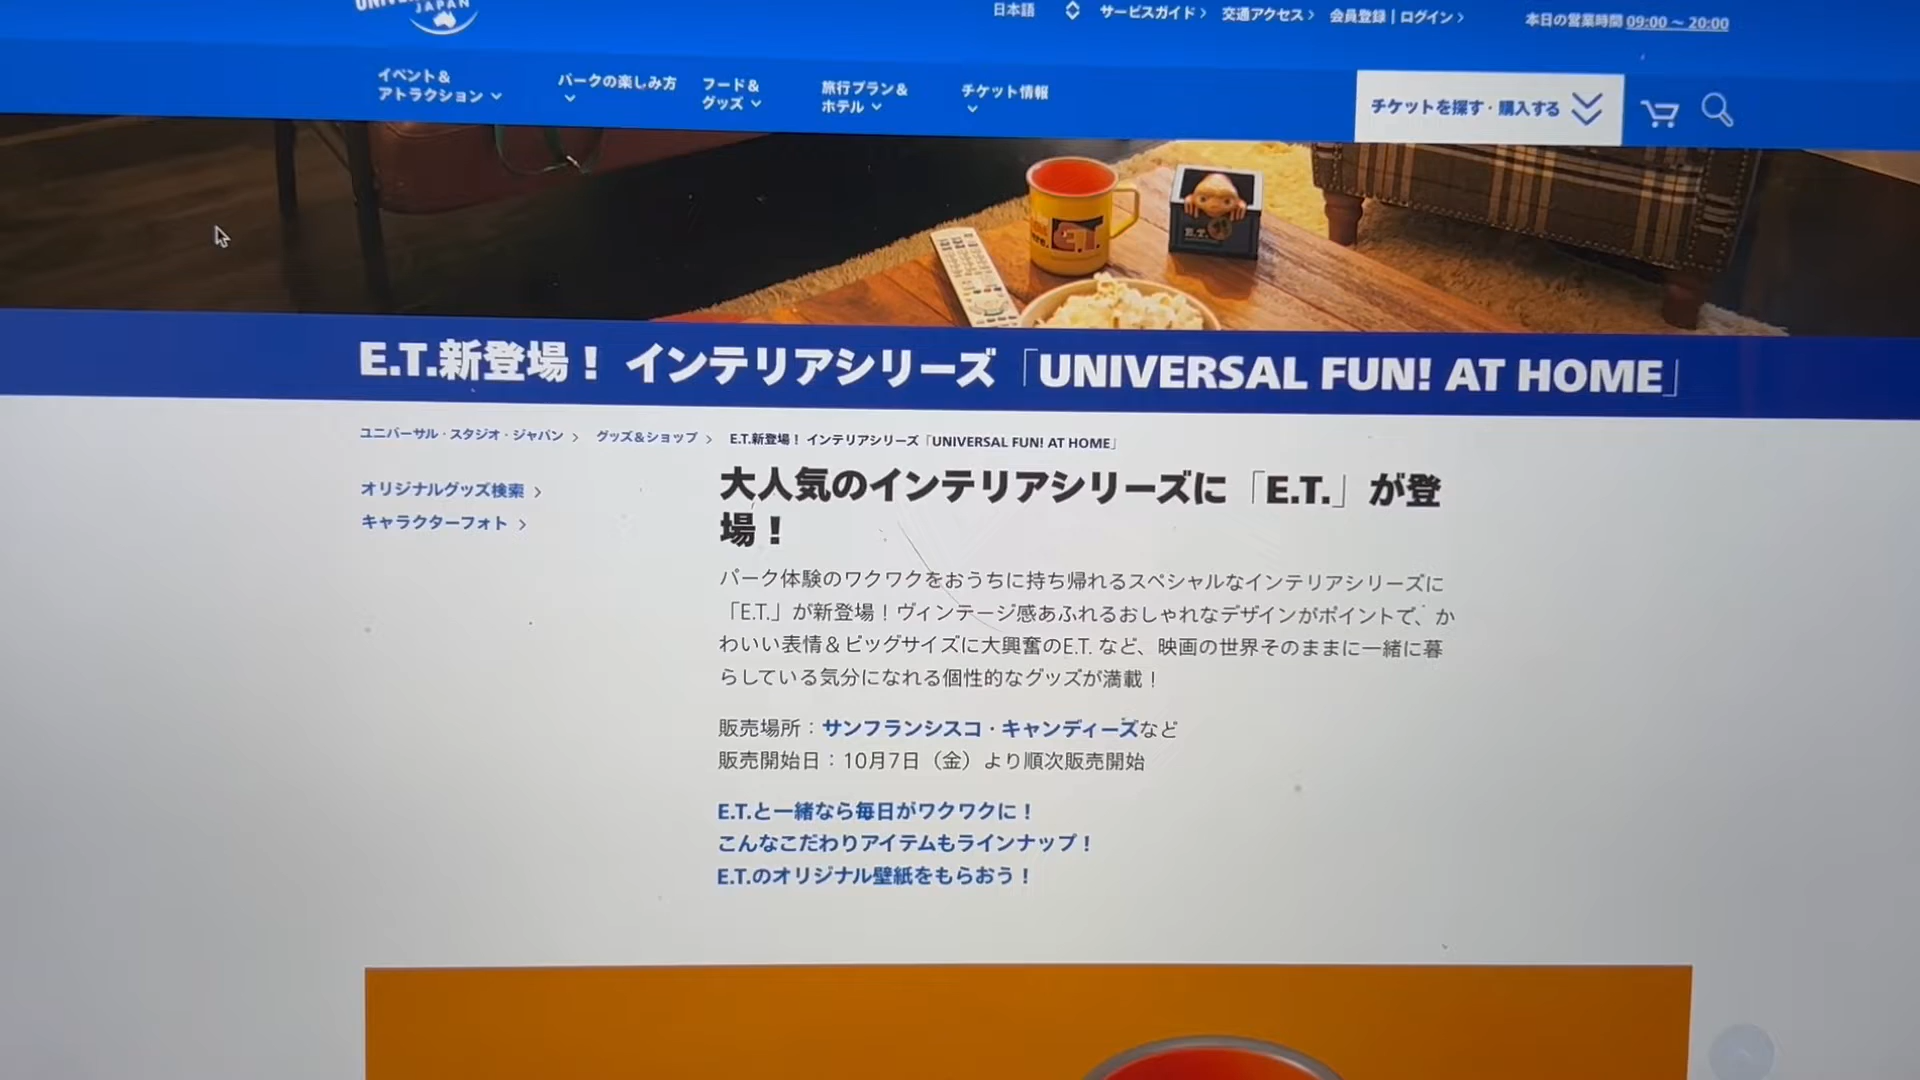 JAPAN
日本語
サービスガイド
交通アクセス
会員登録 | ログイン
本日の営業時間 09:00 ~ 20:00
イベント&
アトラクション
パークの楽しみ方
フード&
グッズ
旅行プラン&
ホテル
チケット情報
チケットを探す・購入する
E.T.
E.T.
E.T.新登場！ インテリアシリーズ「UNIVERSAL FUN! AT HOME」
ユニバーサル・スタジオ・ジャパン > グッズ&ショップ > E.T.新登場！ インテリアシリーズ「UNIVERSAL FUN! AT HOME」
オリジナルグッズ検索 >
キャラクターフォト >
大人気のインテリアシリーズに「E.T.」が登
場！
パーク体験のワクワクをおうちに持ち帰れるスペシャルなインテリアシリーズに
「E.T.」が新登場！ヴィンテージ感あふれるおしゃれなデザインがポイントで、か
わいい表情＆ビッグサイズに大興奮のE.T. など、映画の世界そのままに一緒に暮
らしている気分になれる個性的なグッズが満載！
販売場所：サンフランシスコ・キャンディーズなど
販売開始日：10月7日（金）より順次販売開始
E.T.と一緒なら毎日がワクワクに！
こんなこだわりアイテムもラインナップ！
E.T.のオリジナル壁紙をもらおう！